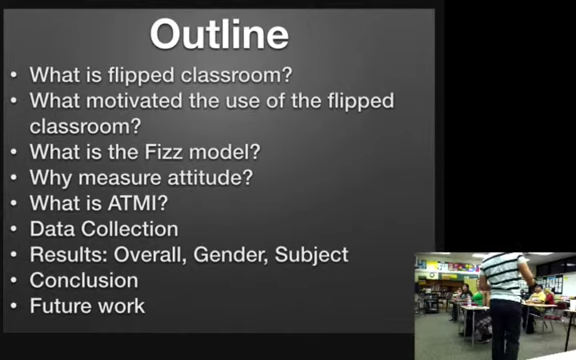 Outline
• What is flipped classroom?
• What motivated the use of the flipped
classroom?
• What is the Fizz model?
• Why measure attitude?
• What is ATMI?
• Data Collection
• Results: Overall, Gender, Subject
• Conclusion
• Future work